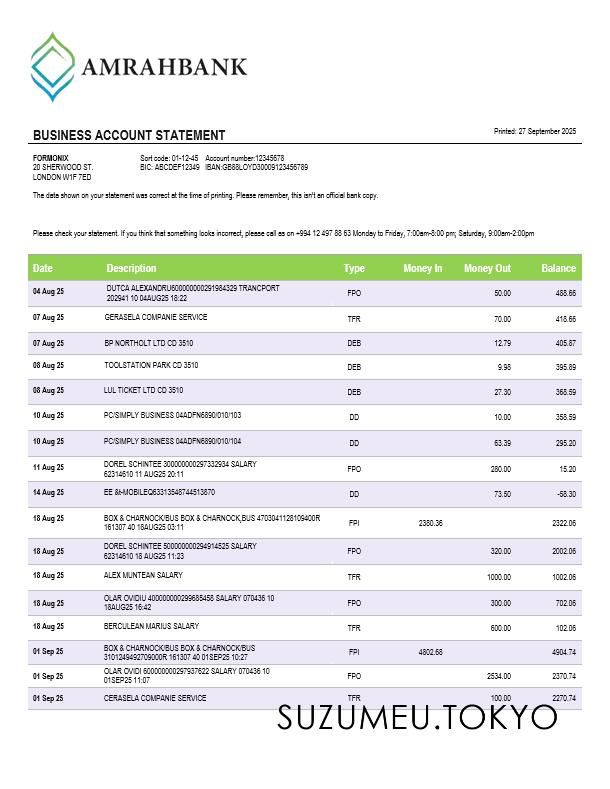 AMRAHBANK
BUSINESS ACCOUNT STATEMENT
Printed: 27 September 2025
FORMONIX
20 SHERWOOD ST.
LONDON W1F 7ED
Sort code: 01-12-45 Account number:12345678
BIC: ABCDEF12349 IBAN:GB86LOYD30009123456789
The data shown on your statement was correct at the time of printing. Please remember, this isn't an official bank copy.
Please check your statement. If you think that something looks incorrect, please call as on +994 12 497 88 63 Monday to Friday, 7:00am-8:00 pm; Saturday, 9:00am-2:00pm
Date Description Type Money In Money Out Balance
04 Aug 25 DUTCA ALEXANDRU600000000291984329 TRANCPORT
202941 10 04AUG25 18:22 FPO 50.00 488.66
07 Aug 25 GERASELA COMPANIE SERVICE TFR 70.00 418.66
07 Aug 25 BP NORTHOLT LTD CD 3510 DEB 12.79 405.87
08 Aug 25 TOOLSTATION PARK CD 3510 DEB 9.98 395.89
08 Aug 25 LUL TICKET LTD CD 3510 DEB 27.30 368.59
10 Aug 25 PC/SIMPLY BUSINESS 04ADFN6890/010/103 DD 10.00 358.59
10 Aug 25 PC/SIMPLY BUSINESS 04ADFN6890/010/104 DD 63.39 295.20
11 Aug 25 DOREL SCHINTEE 300000000297332934 SALARY
62314610 11 AUG25 20:11 FPO 280.00 15.20
14 Aug 25 EE &t-MOBILEQ63313548744513870 DD 73.50 -58.30
18 Aug 25 BOX & CHARNOCK/BUS BOX & CHARNOCK,BUS 4703041128109400R
161307 40 18AUG25 03:11 FPI 2380.36 2322.06
18 Aug 25 DOREL SCHINTEE 500000000294914525 SALARY
62314610 18 AUG25 11:23 FPO 320.00 2002.06
18 Aug 25 ALEX MUNTEAN SALARY TFR 1000.00 1002.06
18 Aug 25 OLAR OVIDIU 400000000299685458 SALARY 070436 10
18AUG25 16:42 FPO 300.00 702.06
18 Aug 25 BERCULEAN MARIUS SALARY TFR 600.00 102.06
01 Sep 25 BOX & CHARNOCK/BUS BOX & CHARNOCK/BUS
3101249492709000R 161307 40 01SEP25 10:27 FPI 4802.68 4904.74
01 Sep 25 OLAR OVIDI 600000000297937622 SALARY 070436 10
01SEP25 11:07 FPO 2534.00 2370.74
01 Sep 25 CERASELA COMPANIE SERVICE TFR 100.00 2270.74
SUZUMEU.TOKYO